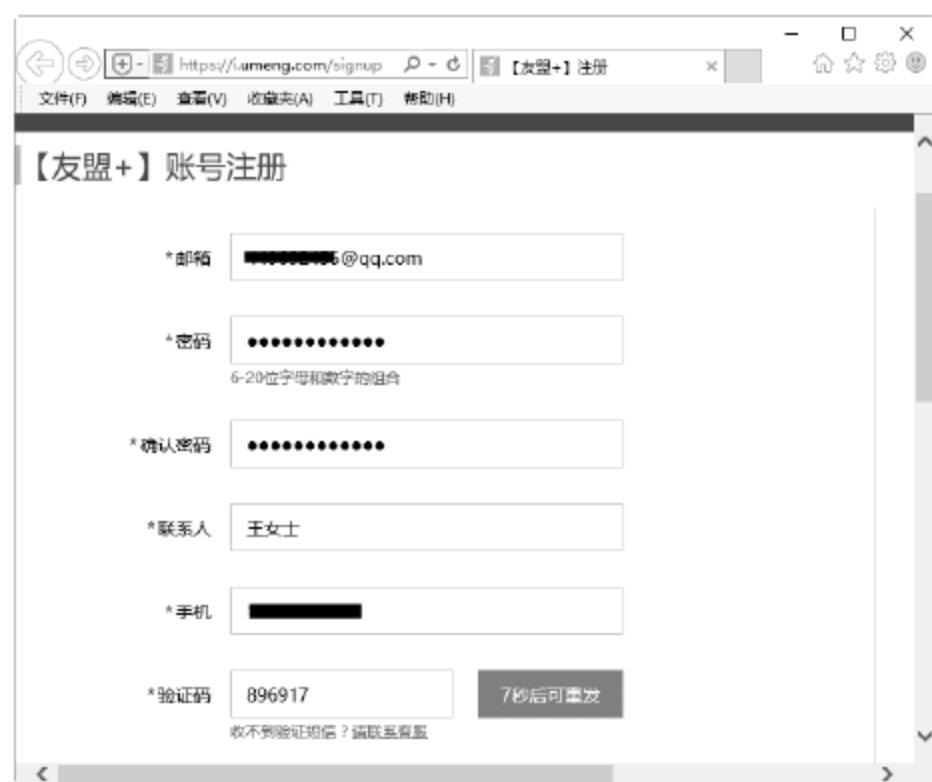 https://i.umeng.com/signup
【友盟+】注册
文件(F) 编辑(E) 查看(V) 收藏夹(A) 工具(T) 帮助(H)
【友盟+】账号注册
*邮箱 @qq.com
*密码 ●●●●●●●●●●●●
6-20位字母和数字的组合
*确认密码 ●●●●●●●●●●●●
*联系人 王女士
*手机
*验证码 896917 7秒后可重发
收不到验证短信？请联系客服